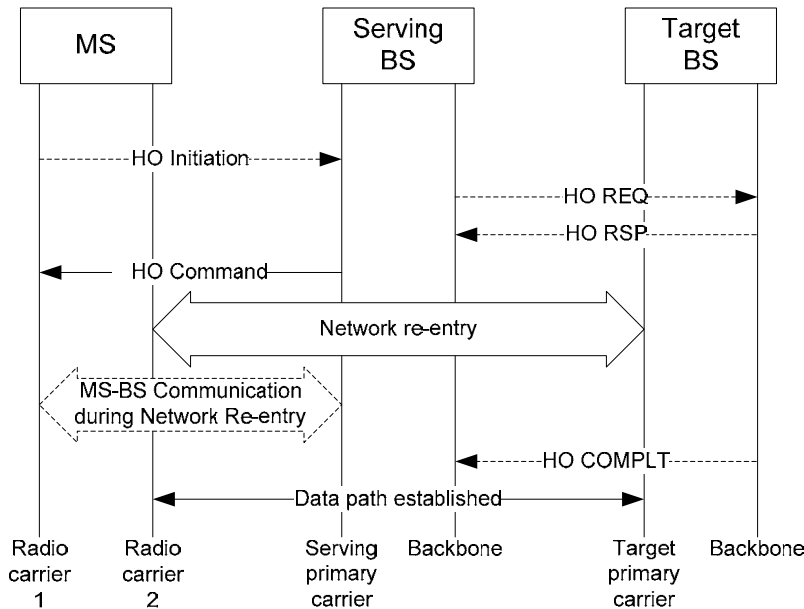 MS
Serving
BS
Target
BS
HO Initiation
HO REQ
HO RSP
HO Command
Network re-entry
MS-BS Communication
during Network Re-entry
HO COMPLT
Data path established
Radio
carrier
1
Radio
carrier
2
Serving
primary
carrier
Backbone
Target
primary
carrier
Backbone